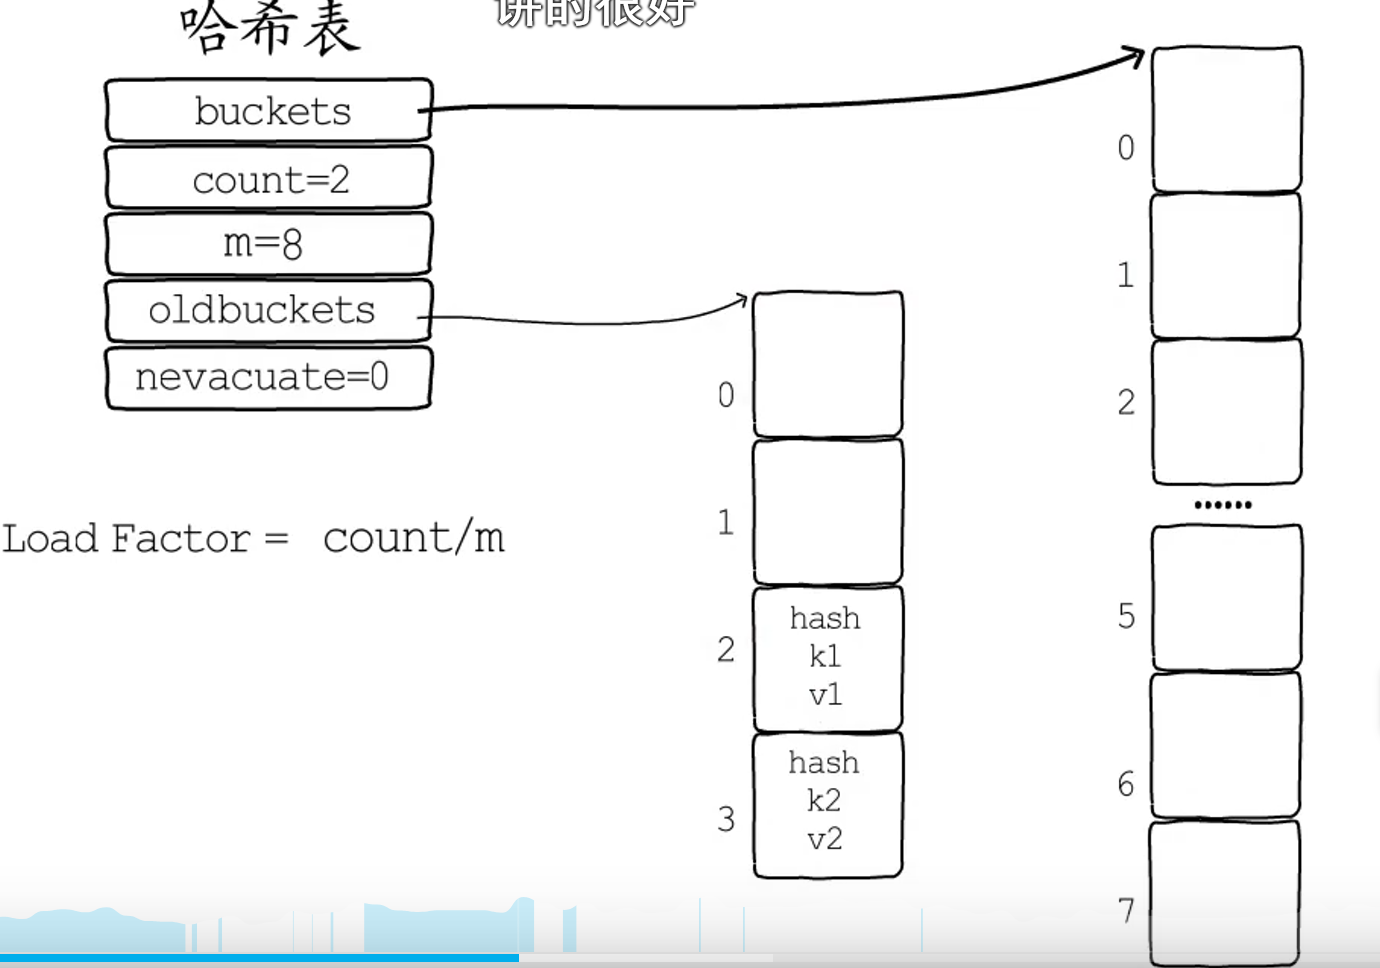 讲的很好
哈希表
buckets
count=2
m=8
oldbuckets
nevacuate=0
Load Factor = count/m
0
1
2
hash
k1
v1
3
hash
k2
v2
0
1
2
......
5
6
7